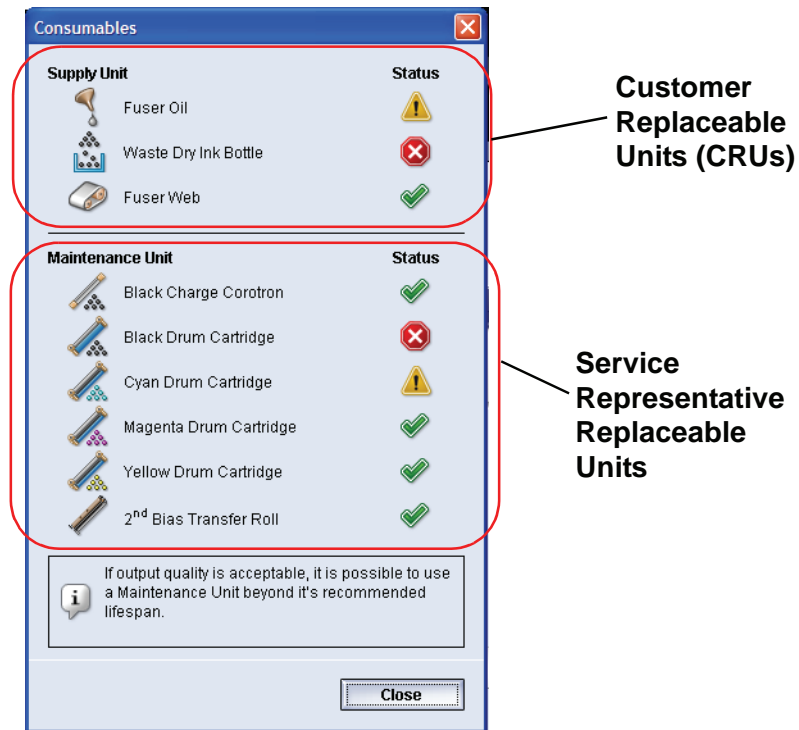 Consumables
Supply Unit Status
Fuser Oil
Waste Dry Ink Bottle
Fuser Web
Customer
Replaceable
Units (CRUs)
Maintenance Unit Status
Black Charge Corotron
Black Drum Cartridge
Cyan Drum Cartridge
Magenta Drum Cartridge
Yellow Drum Cartridge
2nd Bias Transfer Roll
Service
Representative
Replaceable
Units
If output quality is acceptable, it is possible to use
a Maintenance Unit beyond it's recommended
lifespan.
Close